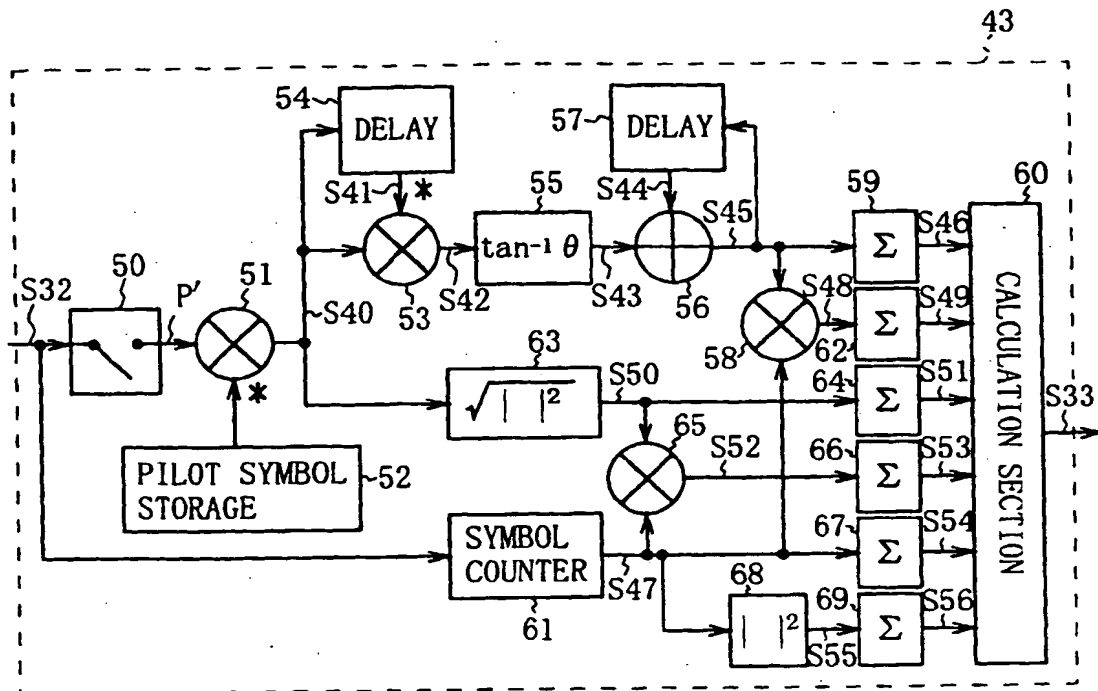 43
54
DELAY
57
DELAY
S41
*
S44
55
tan-1 θ
S45
59
Σ
S46
60
CALCULATION SECTION
S32
50
P'
51
53
S42
S43
56
S40
58
S48
62
Σ
S49
*
63
√| |²
S50
64
Σ
S51
S33
PILOT SYMBOL
STORAGE
52
65
S52
66
Σ
S53
SYMBOL
COUNTER
61
S47
67
Σ
S54
68
| |²
S55
69
Σ
S56